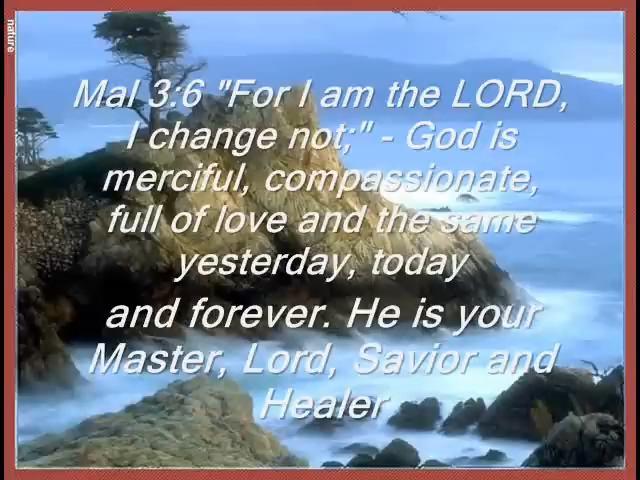 nature
Mal 3:6 "For I am the LORD,
I change not;" - God is
merciful, compassionate,
full of love and the same
yesterday, today
and forever. He is your
Master, Lord, Savior and
Healer